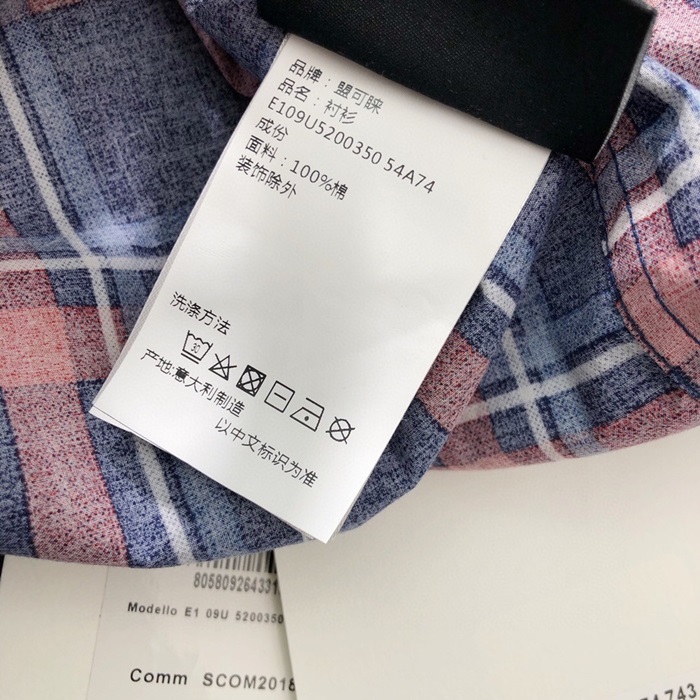 品牌：盟可睐
品名：衬衫
E109U5200350 54A74
成份
面料：100%棉
装饰除外
洗涤方法
30
产地:意大利制造
以中文标识为准
805809264331
Modello E1 09U 5200350
Comm SCOM2018